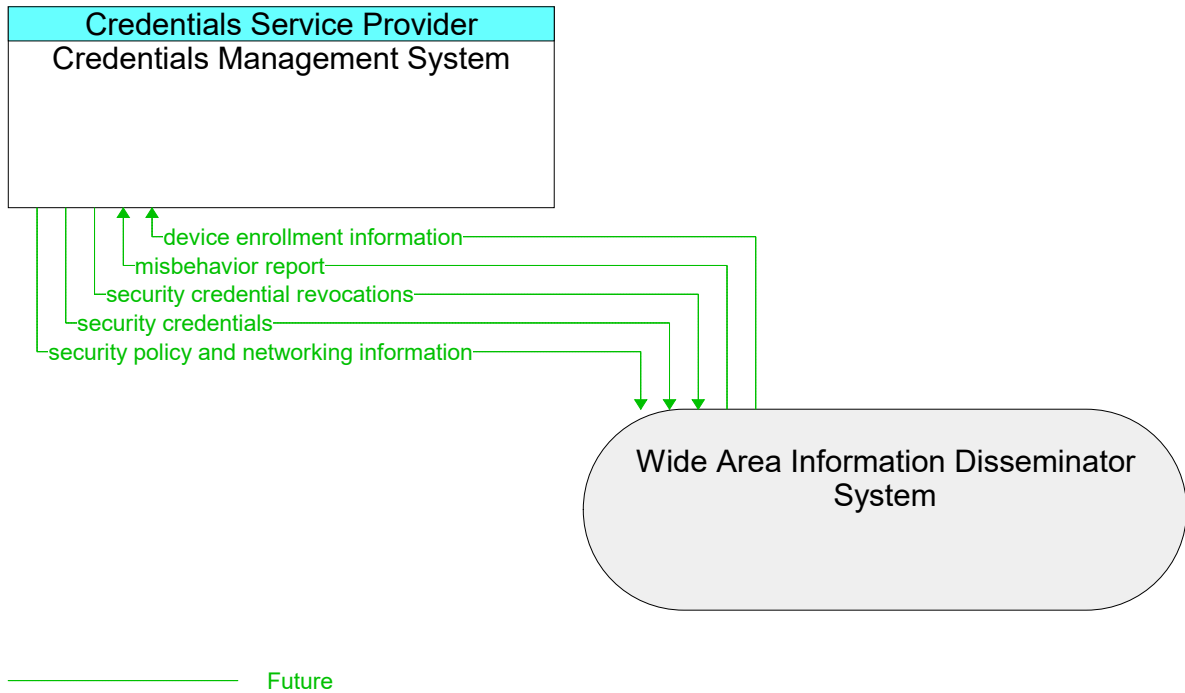 Credentials Service Provider
Credentials Management System
device enrollment information
misbehavior report
security credential revocations
security credentials
security policy and networking information
Wide Area Information Disseminator
System
Future